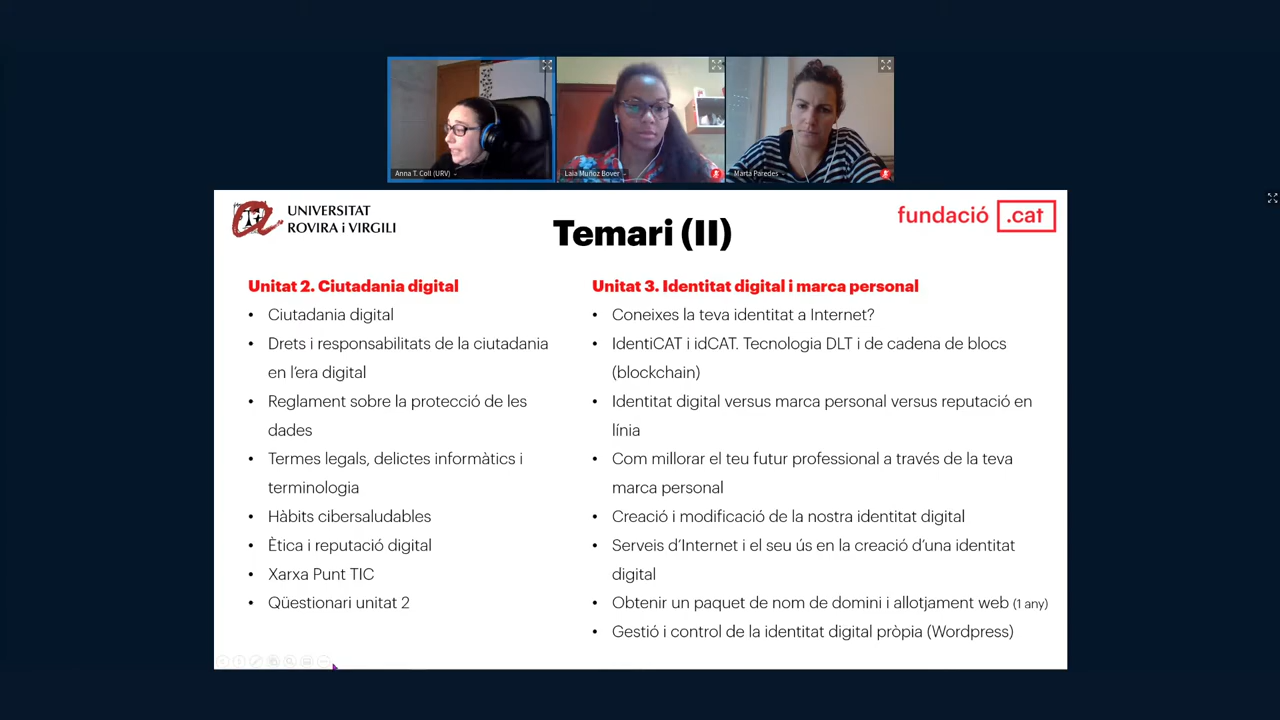 Anna T. Coll (URV)
Laia Muñoz Bover
Marta Paredes
UNIVERSITAT
ROVIRA i VIRGILI
Temari (II)
fundació .cat
Unitat 2. Ciutadania digital
• Ciutadania digital
• Drets i responsabilitats de la ciutadania
en l'era digital
• Reglament sobre la protecció de les
dades
• Termes legals, delictes informàtics i
terminologia
• Hàbits cibersaludables
• Ètica i reputació digital
• Xarxa Punt TIC
• Qüestionari unitat 2
Unitat 3. Identitat digital i marca personal
• Coneixes la teva identitat a Internet?
• IdentiCAT i idCAT. Tecnologia DLT i de cadena de blocs
(blockchain)
• Identitat digital versus marca personal versus reputació en
línia
• Com millorar el teu futur professional a través de la teva
marca personal
• Creació i modificació de la nostra identitat digital
• Serveis d'Internet i el seu ús en la creació d'una identitat
digital
• Obtenir un paquet de nom de domini i allotjament web (1 any)
• Gestió i control de la identitat digital pròpia (Wordpress)